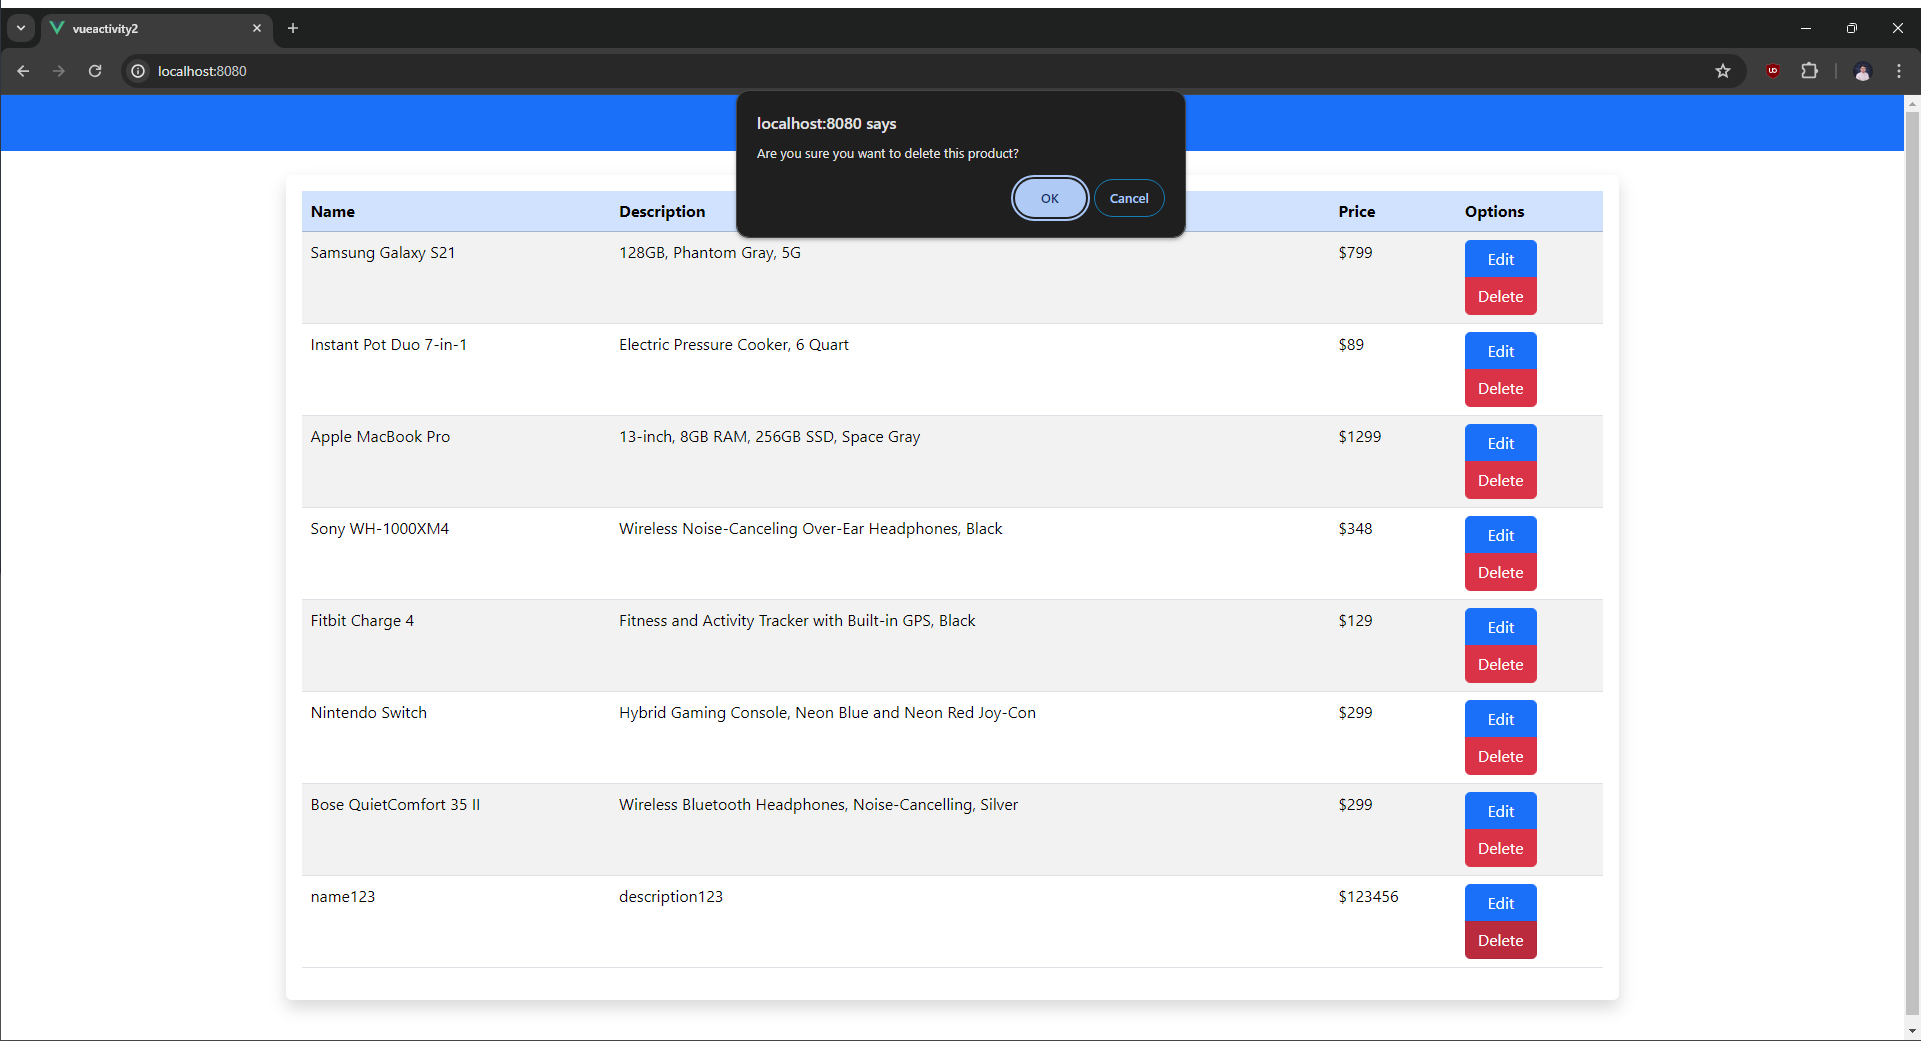 vueactivity2
localhost:8080
localhost:8080 says
Are you sure you want to delete this product?
OK Cancel
Name Description Price Options
Samsung Galaxy S21 128GB, Phantom Gray, 5G $799 Edit
Delete
Instant Pot Duo 7-in-1 Electric Pressure Cooker, 6 Quart $89 Edit
Delete
Apple MacBook Pro 13-inch, 8GB RAM, 256GB SSD, Space Gray $1299 Edit
Delete
Sony WH-1000XM4 Wireless Noise-Canceling Over-Ear Headphones, Black $348 Edit
Delete
Fitbit Charge 4 Fitness and Activity Tracker with Built-in GPS, Black $129 Edit
Delete
Nintendo Switch Hybrid Gaming Console, Neon Blue and Neon Red Joy-Con $299 Edit
Delete
Bose QuietComfort 35 II Wireless Bluetooth Headphones, Noise-Cancelling, Silver $299 Edit
Delete
name123 description123 $123456 Edit
Delete